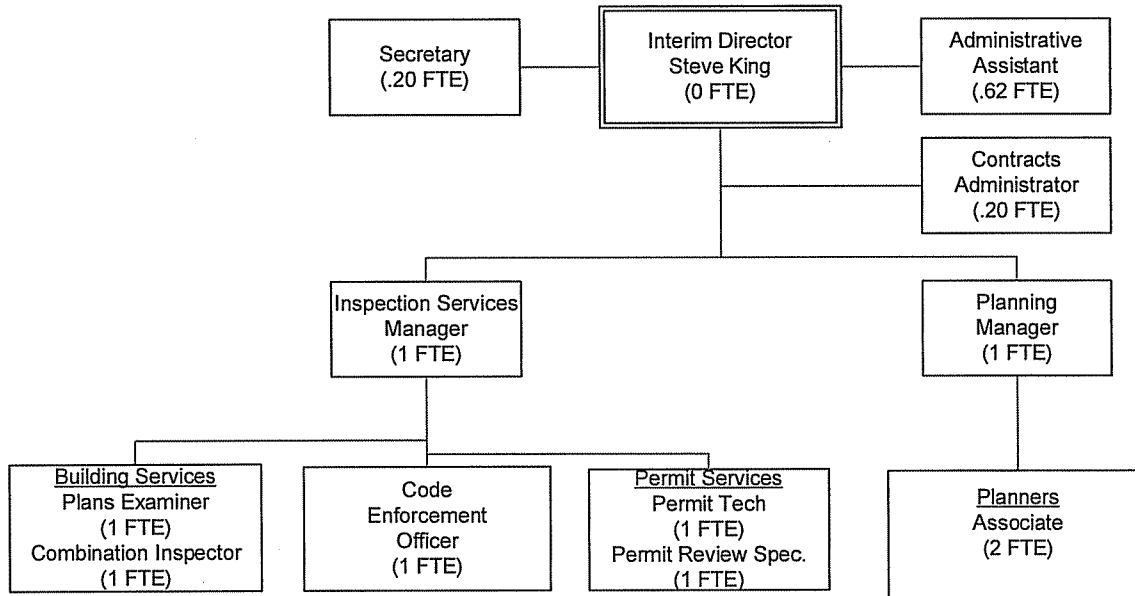 Secretary
(.20 FTE)
Interim Director
Steve King
(0 FTE)
Administrative
Assistant
(.62 FTE)
Contracts
Administrator
(.20 FTE)
Inspection Services
Manager
(1 FTE)
Planning
Manager
(1 FTE)
Building Services
Plans Examiner
(1 FTE)
Combination Inspector
(1 FTE)
Code
Enforcement
Officer
(1 FTE)
Permit Services
Permit Tech
(1 FTE)
Permit Review Spec.
(1 FTE)
Planners
Associate
(2 FTE)